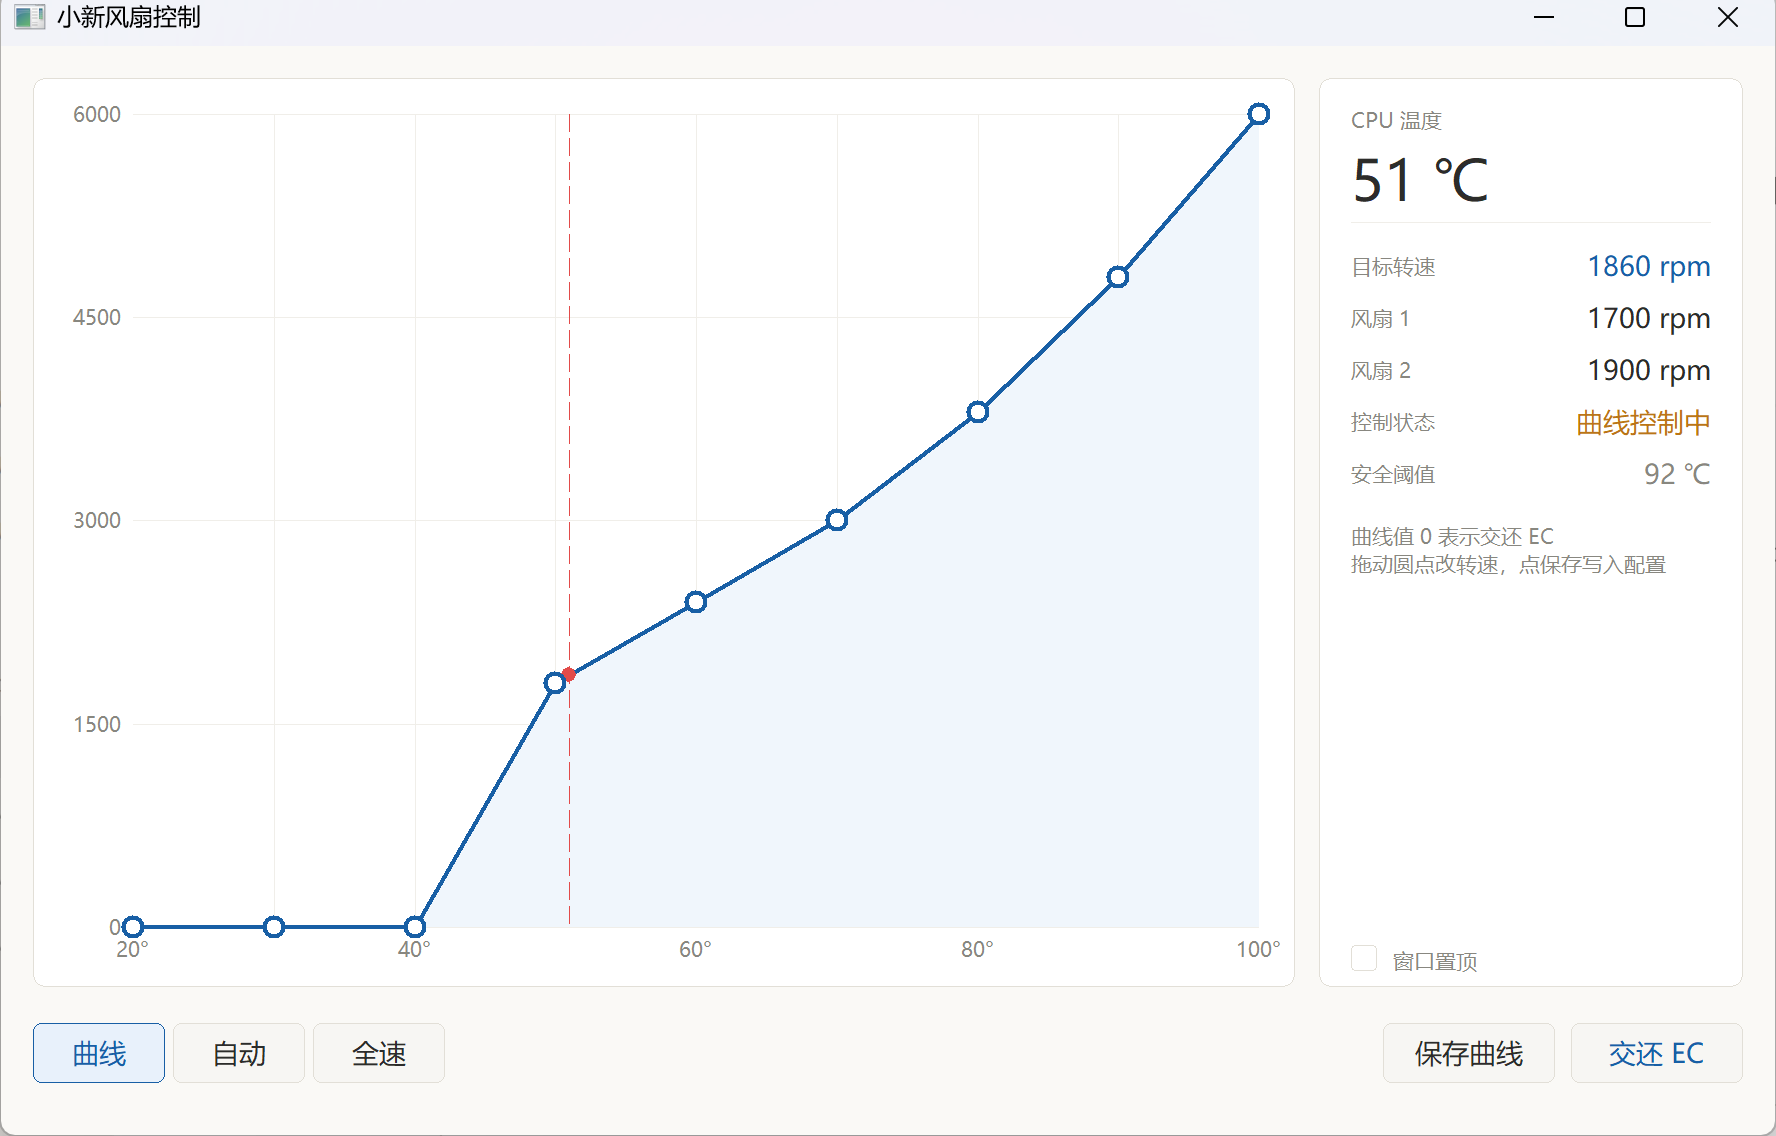 小新风扇控制
6000
4500
3000
1500
0
20° 40° 60° 80° 100°
CPU 温度
51 ℃
目标转速 1860 rpm
风扇 1 1700 rpm
风扇 2 1900 rpm
控制状态 曲线控制中
安全阈值 92 ℃
曲线值 0 表示交还 EC
拖动圆点改转速，点保存写入配置
窗口置顶
曲线 自动 全速 保存曲线 交还 EC